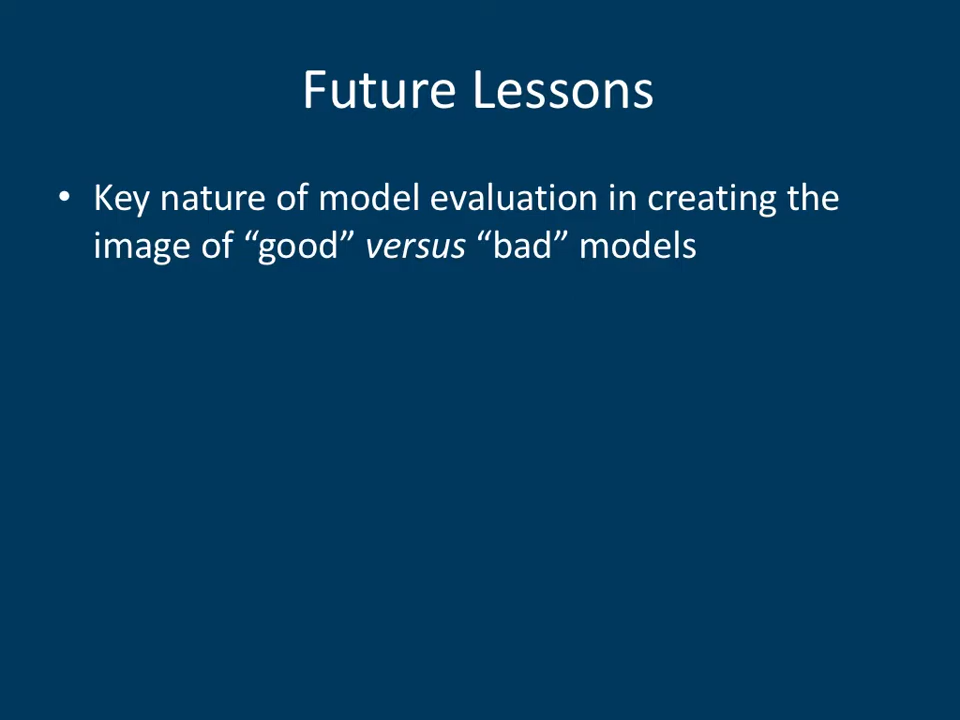 Future Lessons
• Key nature of model evaluation in creating the
image of “good” versus “bad” models